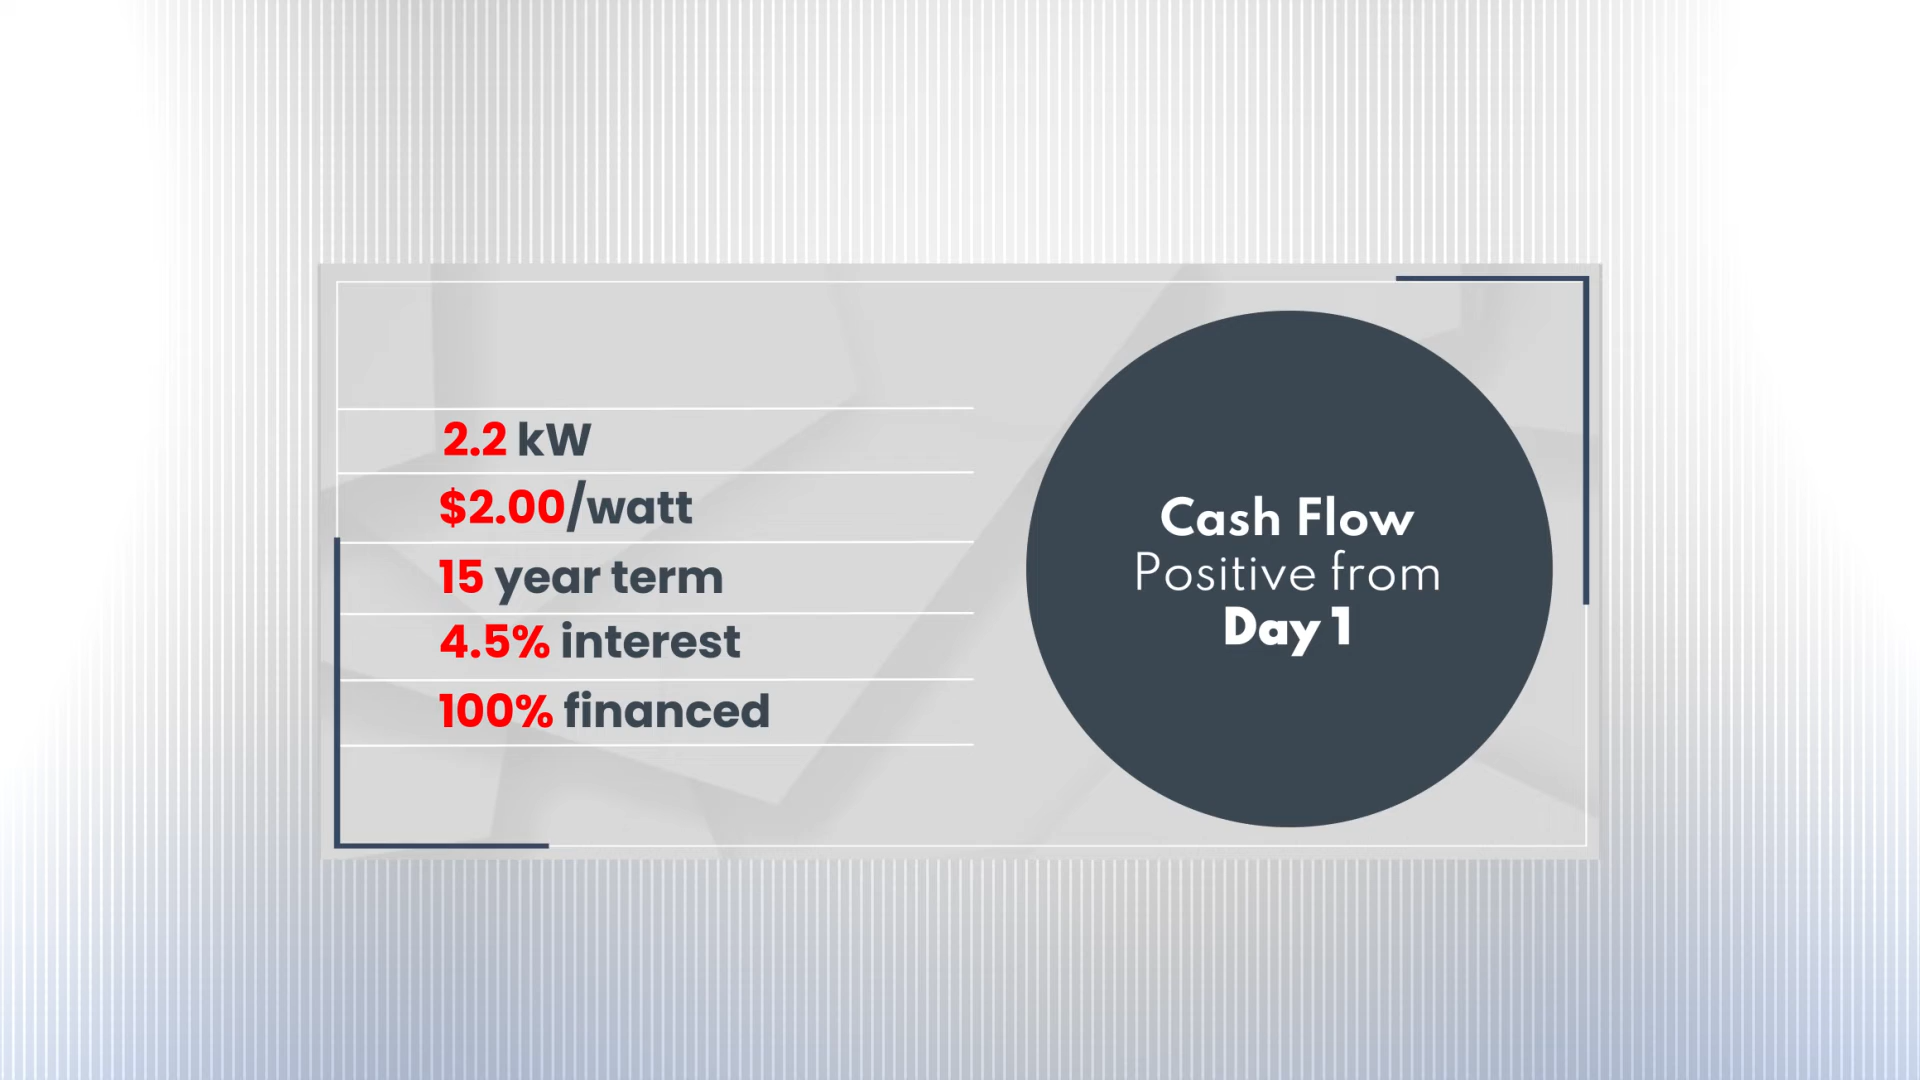 2.2 kW
$2.00/watt
15 year term
4.5% interest
100% financed
Cash Flow
Positive from
Day 1